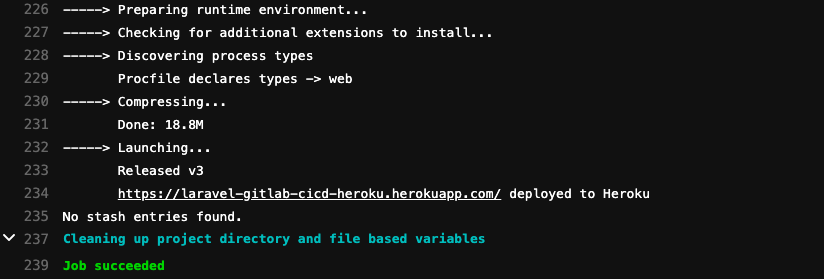 226 -----> Preparing runtime environment...
227 -----> Checking for additional extensions to install...
228 -----> Discovering process types
229 Procfile declares types -> web
230 -----> Compressing...
231 Done: 18.8M
232 -----> Launching...
233 Released v3
234 https://laravel-gitlab-cicd-heroku.herokuapp.com/ deployed to Heroku
235 No stash entries found.
237 Cleaning up project directory and file based variables
239 Job succeeded